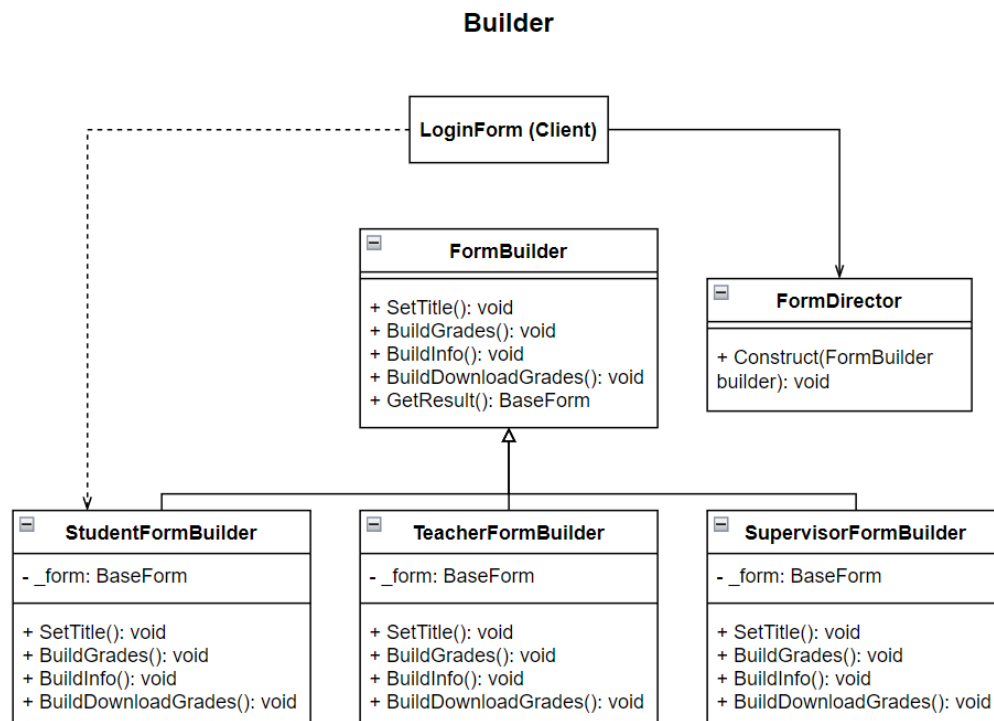 Builder
LoginForm (Client)
FormBuilder
+ SetTitle(): void
+ BuildGrades(): void
+ BuildInfo(): void
+ BuildDownloadGrades(): void
+ GetResult(): BaseForm
FormDirector
+ Construct(FormBuilder
builder): void
StudentFormBuilder
- _form: BaseForm
+ SetTitle(): void
+ BuildGrades(): void
+ BuildInfo(): void
+ BuildDownloadGrades(): void
TeacherFormBuilder
- _form: BaseForm
+ SetTitle(): void
+ BuildGrades(): void
+ BuildInfo(): void
+ BuildDownloadGrades(): void
SupervisorFormBuilder
- _form: BaseForm
+ SetTitle(): void
+ BuildGrades(): void
+ BuildInfo(): void
+ BuildDownloadGrades(): void